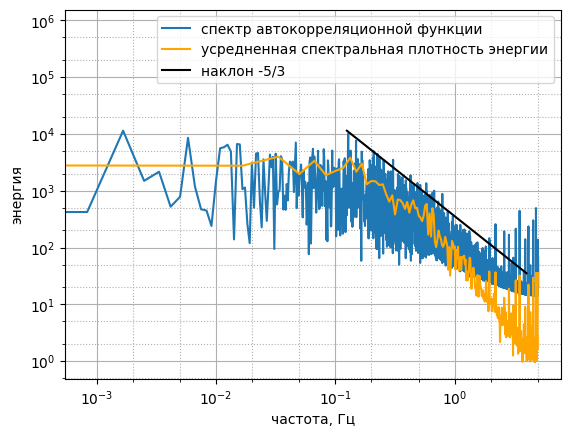 спектр автокорреляционной функции
усредненная спектральная плотность энергии
наклон -5/3
10⁶
10⁵
10⁴
10³
10²
10¹
10⁰
энергия
10⁻³ 10⁻² 10⁻¹ 10⁰
частота, Гц